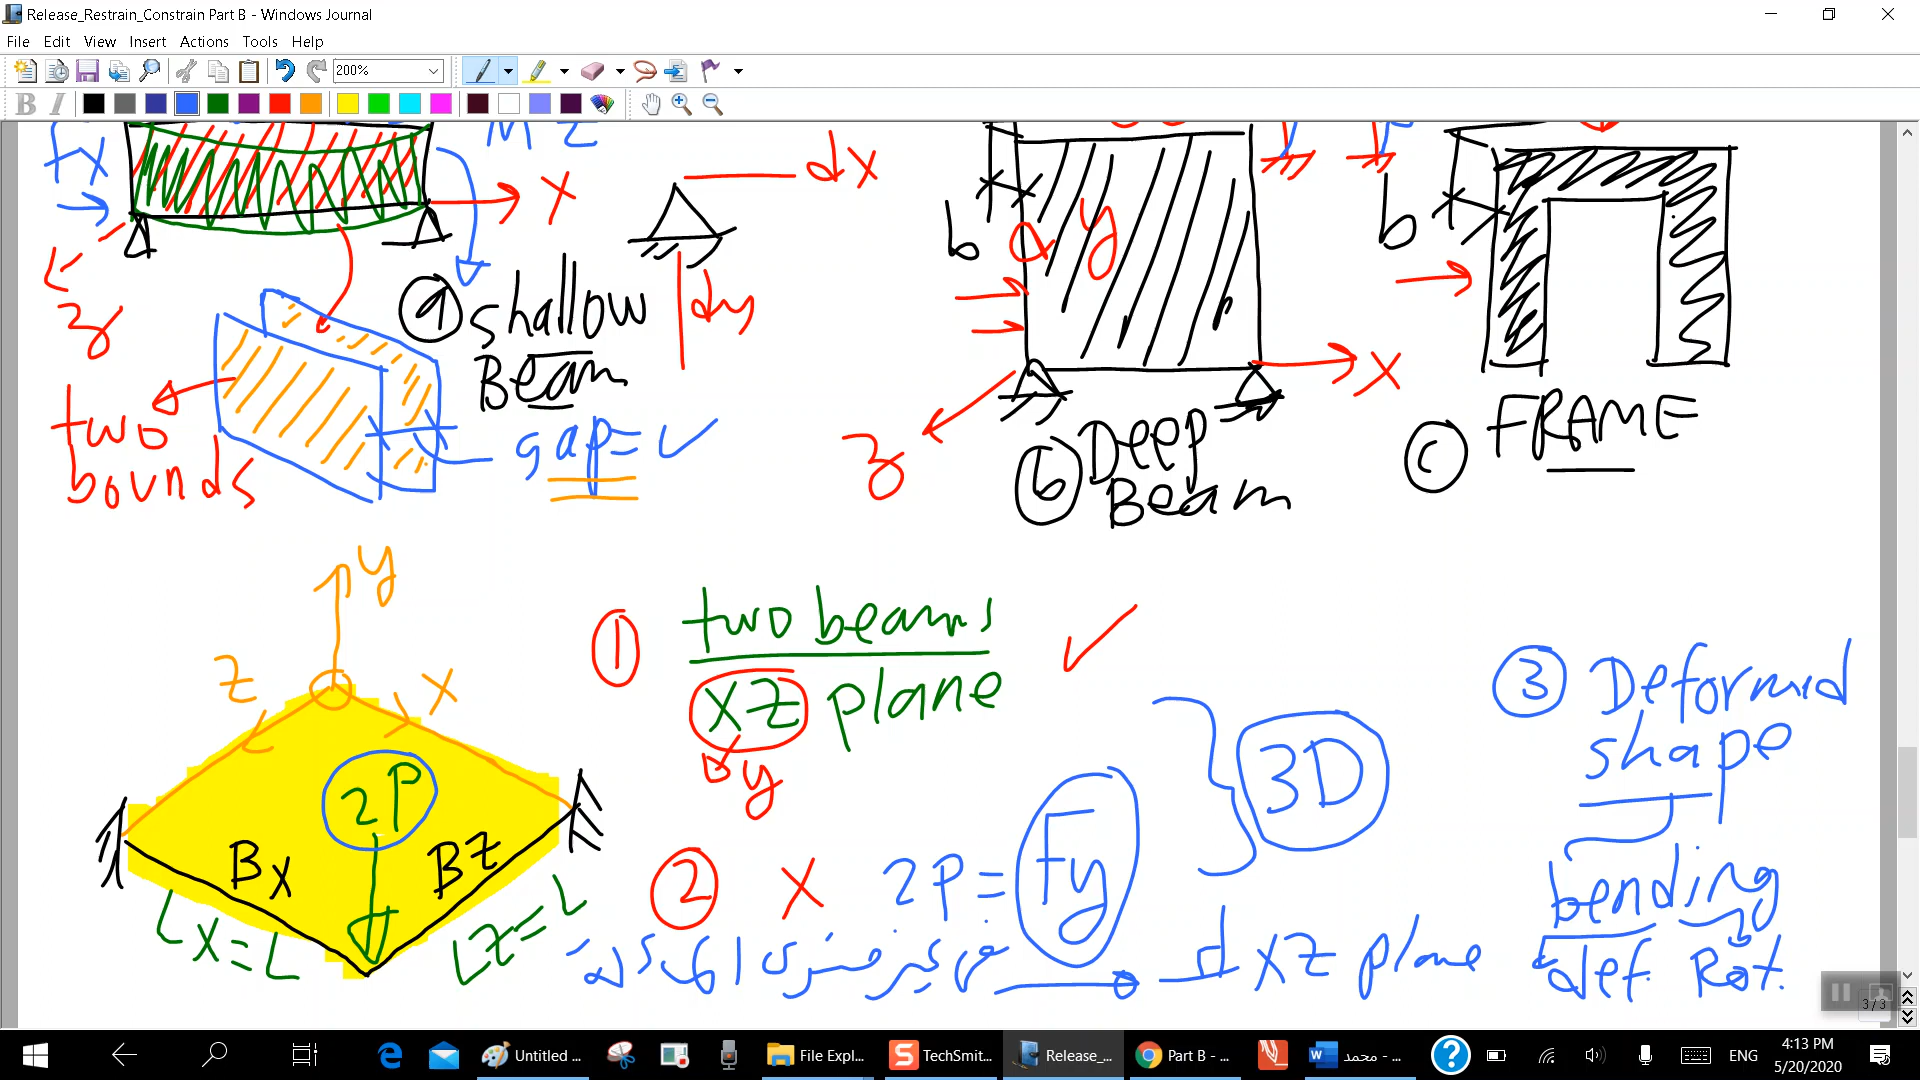 Release_Restrain_Constrain Part B - Windows Journal
File Edit View Insert Actions Tools Help
200%
B I
fx
M z
x
z
dx
dy
a shallow
Beam
two
bounds
gap = ✓
b
a y
x
z
b Deep
Beam
b
c FRAME
y
z
x
2P
Bx
Bz
Lx = L
Lz = L
1 two beams
xz plane ✓
y
2 X 2P = Fy
3D
⊥ xz plane
3 Deformed
shape
bending
def. Rot.
3 / 3
Untitled ...
File Expl...
TechSmit...
Release_...
Part B - ...
محمد - ...
ENG
4:13 PM
5/20/2020